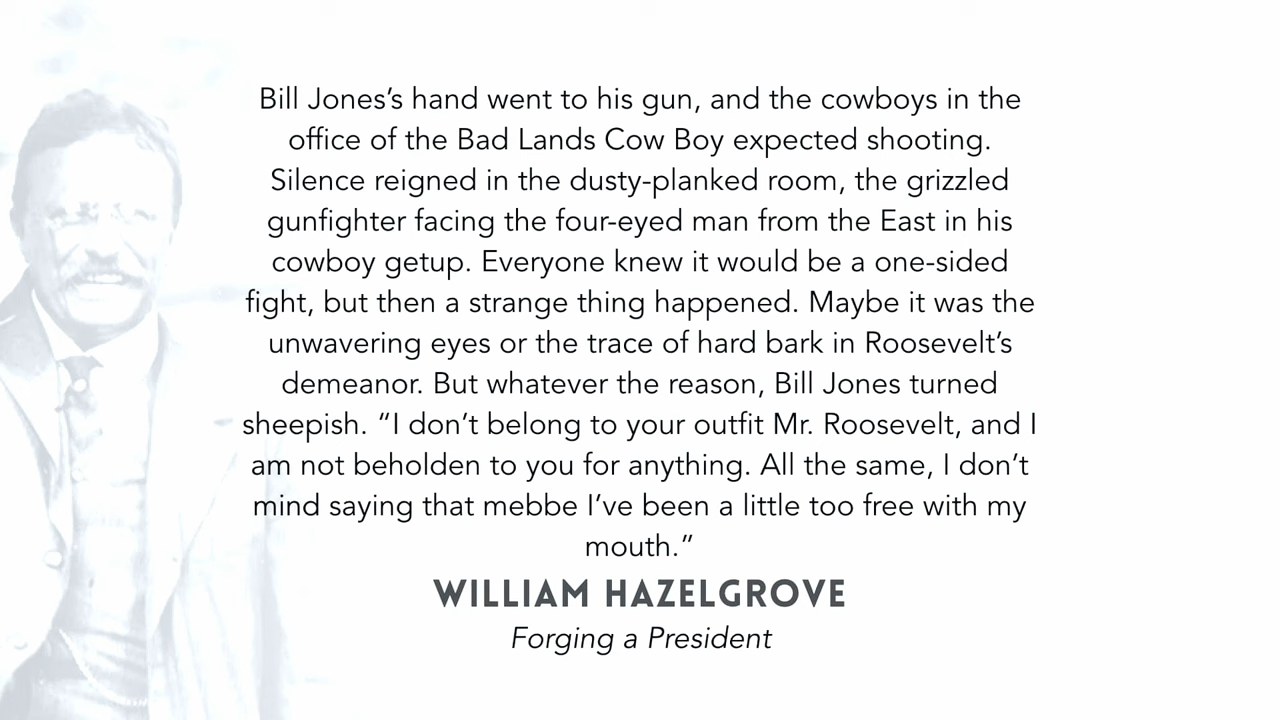 Bill Jones’s hand went to his gun, and the cowboys in the
office of the Bad Lands Cow Boy expected shooting.
Silence reigned in the dusty-planked room, the grizzled
gunfighter facing the four-eyed man from the East in his
cowboy getup. Everyone knew it would be a one-sided
fight, but then a strange thing happened. Maybe it was the
unwavering eyes or the trace of hard bark in Roosevelt’s
demeanor. But whatever the reason, Bill Jones turned
sheepish. “I don’t belong to your outfit Mr. Roosevelt, and I
am not beholden to you for anything. All the same, I don’t
mind saying that mebbe I’ve been a little too free with my
mouth.”
WILLIAM HAZELGROVE
Forging a President